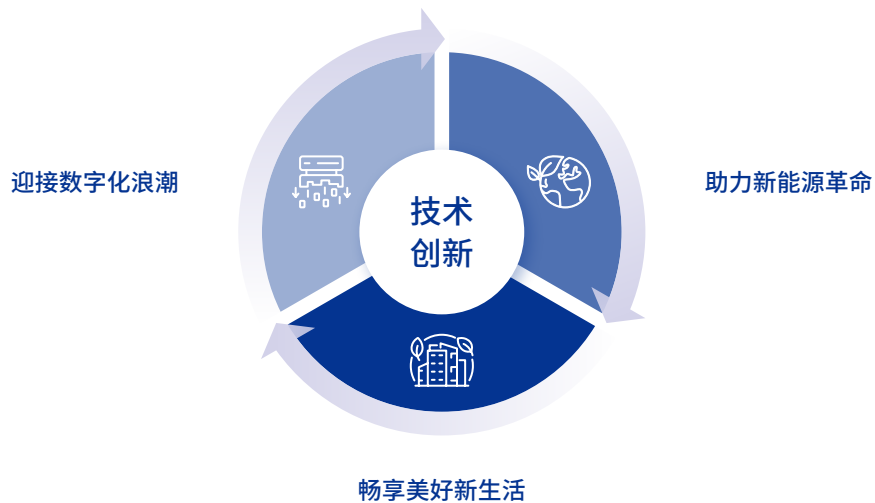 迎接数字化浪潮
技术
创新
助力新能源革命
畅享美好新生活